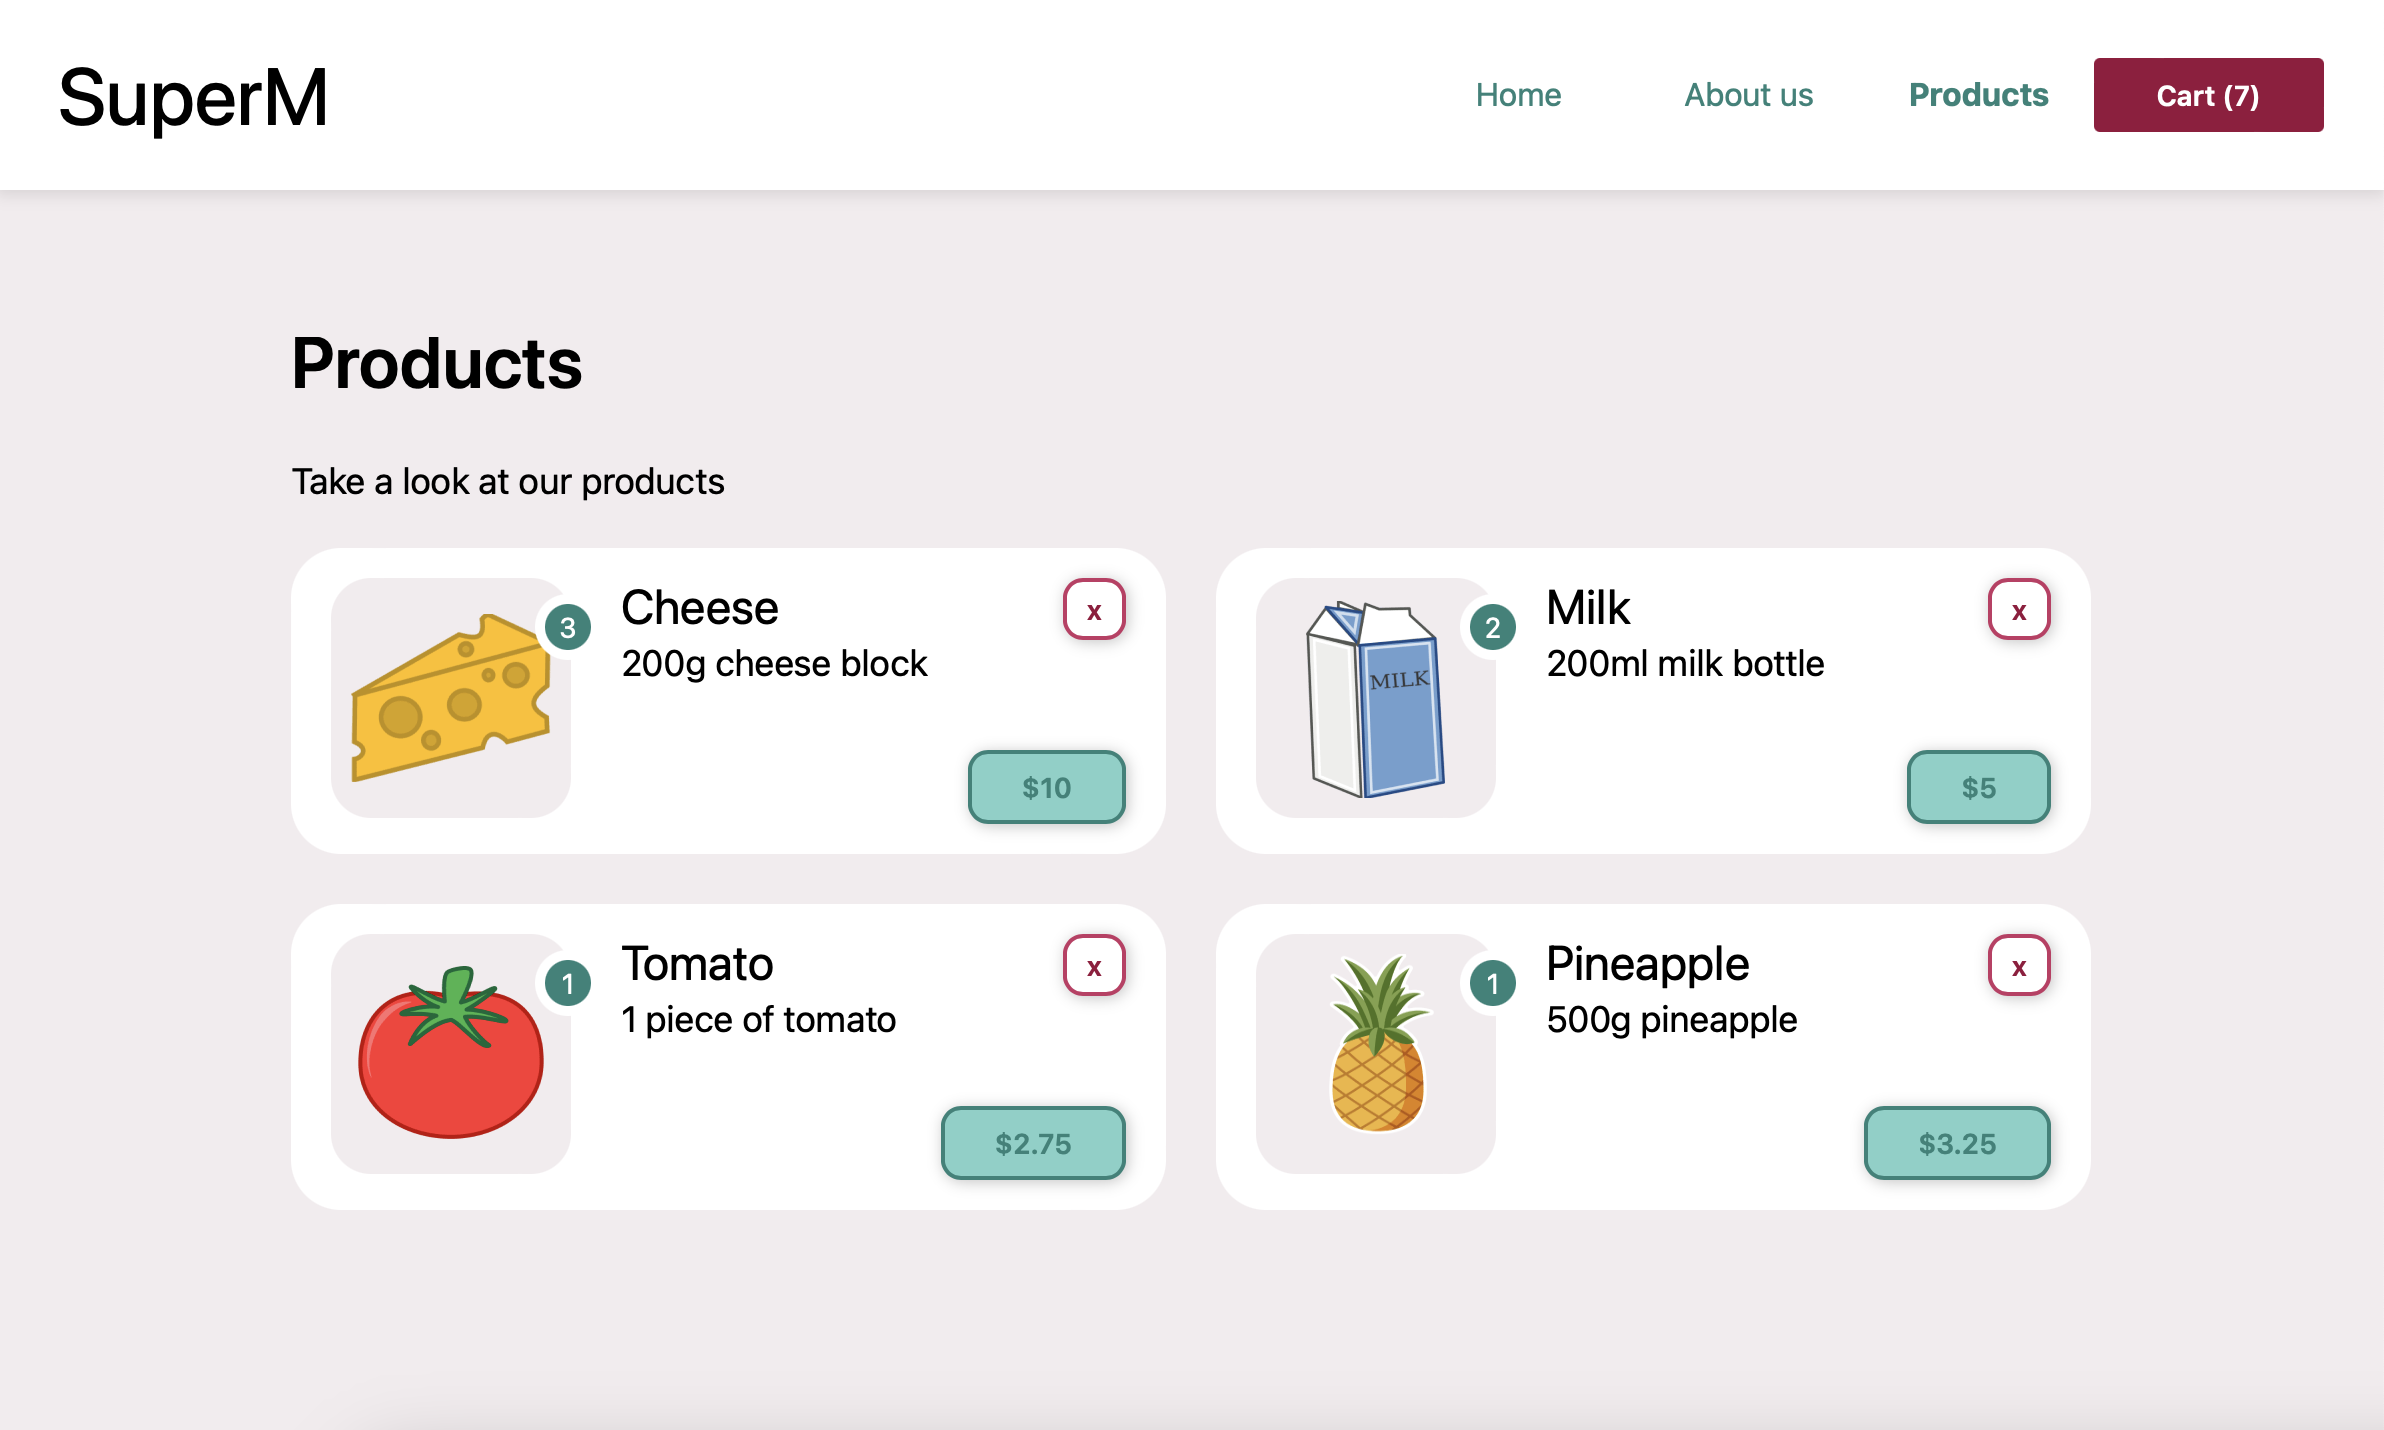 SuperM
Home
About us
Products
Cart (7)
Products
Take a look at our products
3
Cheese
x
200g cheese block
$10
2
Milk
x
200ml milk bottle
MILK
$5
1
Tomato
x
1 piece of tomato
$2.75
1
Pineapple
x
500g pineapple
$3.25